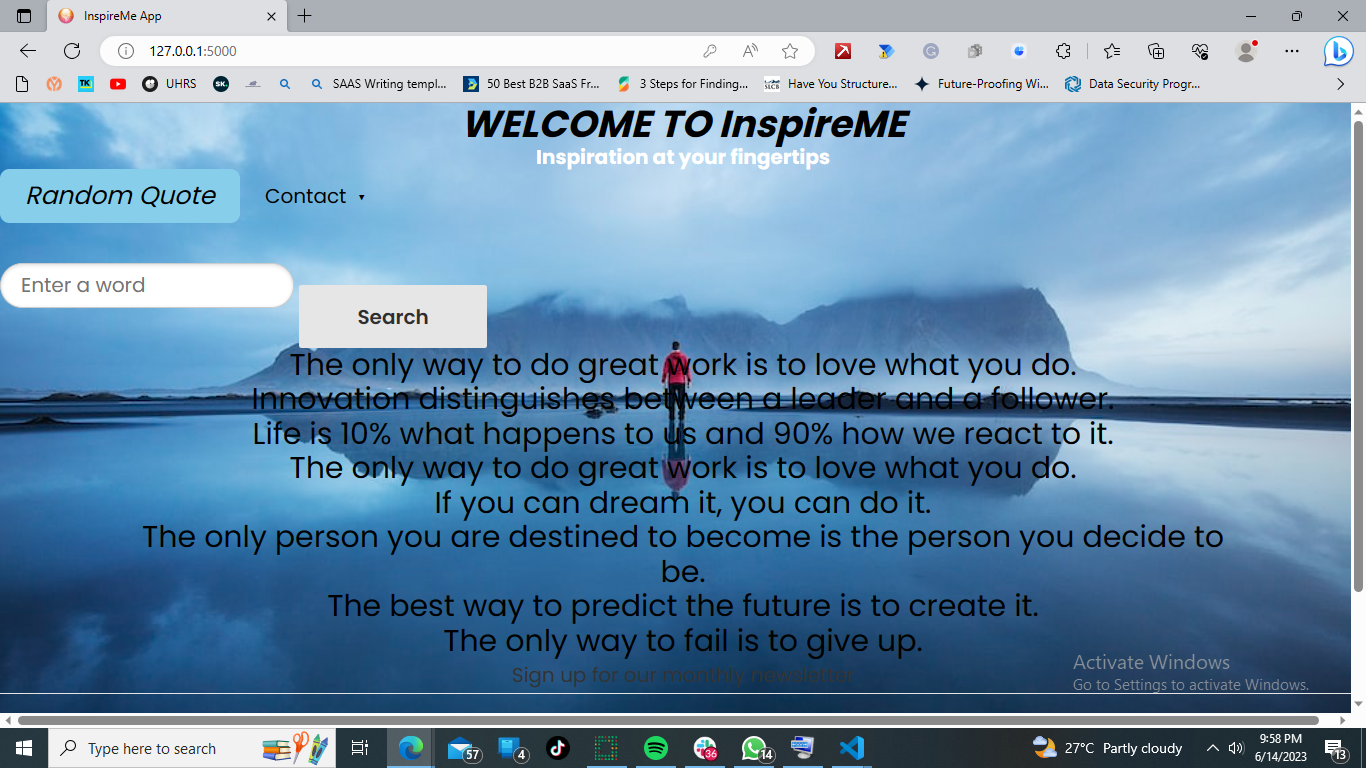 InspireMe App
127.0.0.1:5000
UHRS
SAAS Writing templ...
50 Best B2B SaaS Fr...
3 Steps for Finding...
Have You Structure...
Future-Proofing Wi...
Data Security Progr...
WELCOME TO InspireME
Inspiration at your fingertips
Random Quote
Contact ▾
Enter a word
Search
The only way to do great work is to love what you do.
Innovation distinguishes between a leader and a follower.
Life is 10% what happens to us and 90% how we react to it.
The only way to do great work is to love what you do.
If you can dream it, you can do it.
The only person you are destined to become is the person you decide to
be.
The best way to predict the future is to create it.
The only way to fail is to give up.
Sign up for our monthly newsletter
Activate Windows
Go to Settings to activate Windows.
Type here to search
57
4
36
14
27°C Partly cloudy
9:58 PM
6/14/2023
13